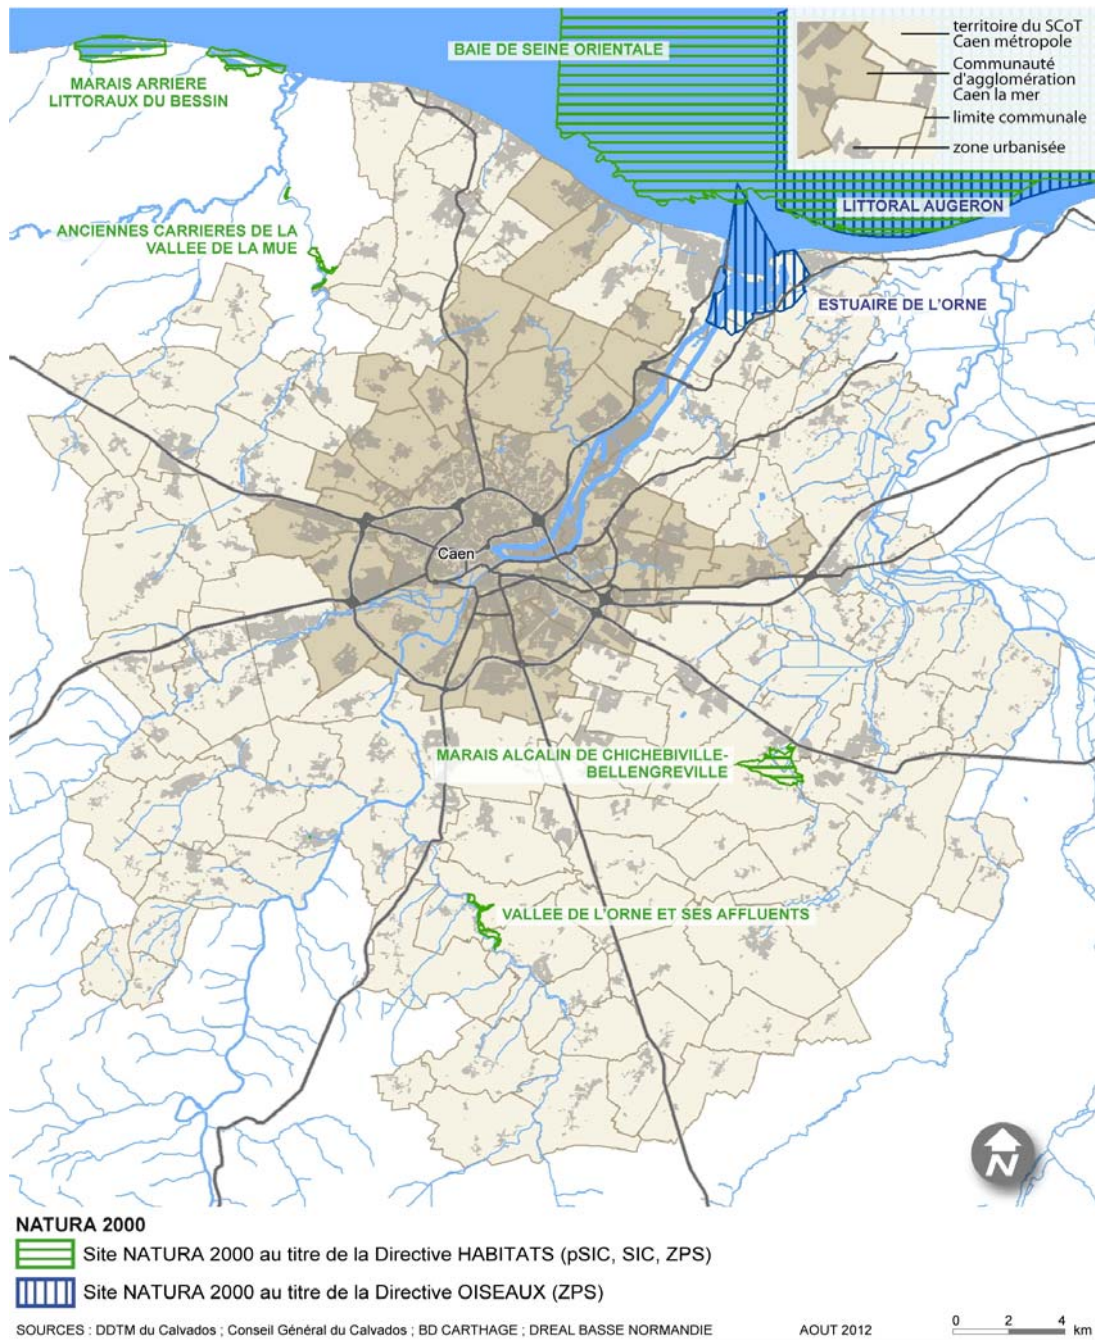 BAIE DE SEINE ORIENTALE
territoire du SCoT
Caen métropole
Communauté
d'agglomération
Caen la mer
limite communale
zone urbanisée
MARAIS ARRIERE
LITTORAUX DU BESSIN
LITTORAL AUGERON
ANCIENNES CARRIERES DE LA
VALLEE DE LA MUE
ESTUAIRE DE L'ORNE
Caen
MARAIS ALCALIN DE CHICHEBIVILLE-
BELLENGREVILLE
VALLEE DE L'ORNE ET SES AFFLUENTS
N
NATURA 2000
Site NATURA 2000 au titre de la Directive HABITATS (pSIC, SIC, ZPS)
Site NATURA 2000 au titre de la Directive OISEAUX (ZPS)
SOURCES : DDTM du Calvados ; Conseil Général du Calvados ; BD CARTHAGE ; DREAL BASSE NORMANDIE
AOUT 2012
0 2 4 km